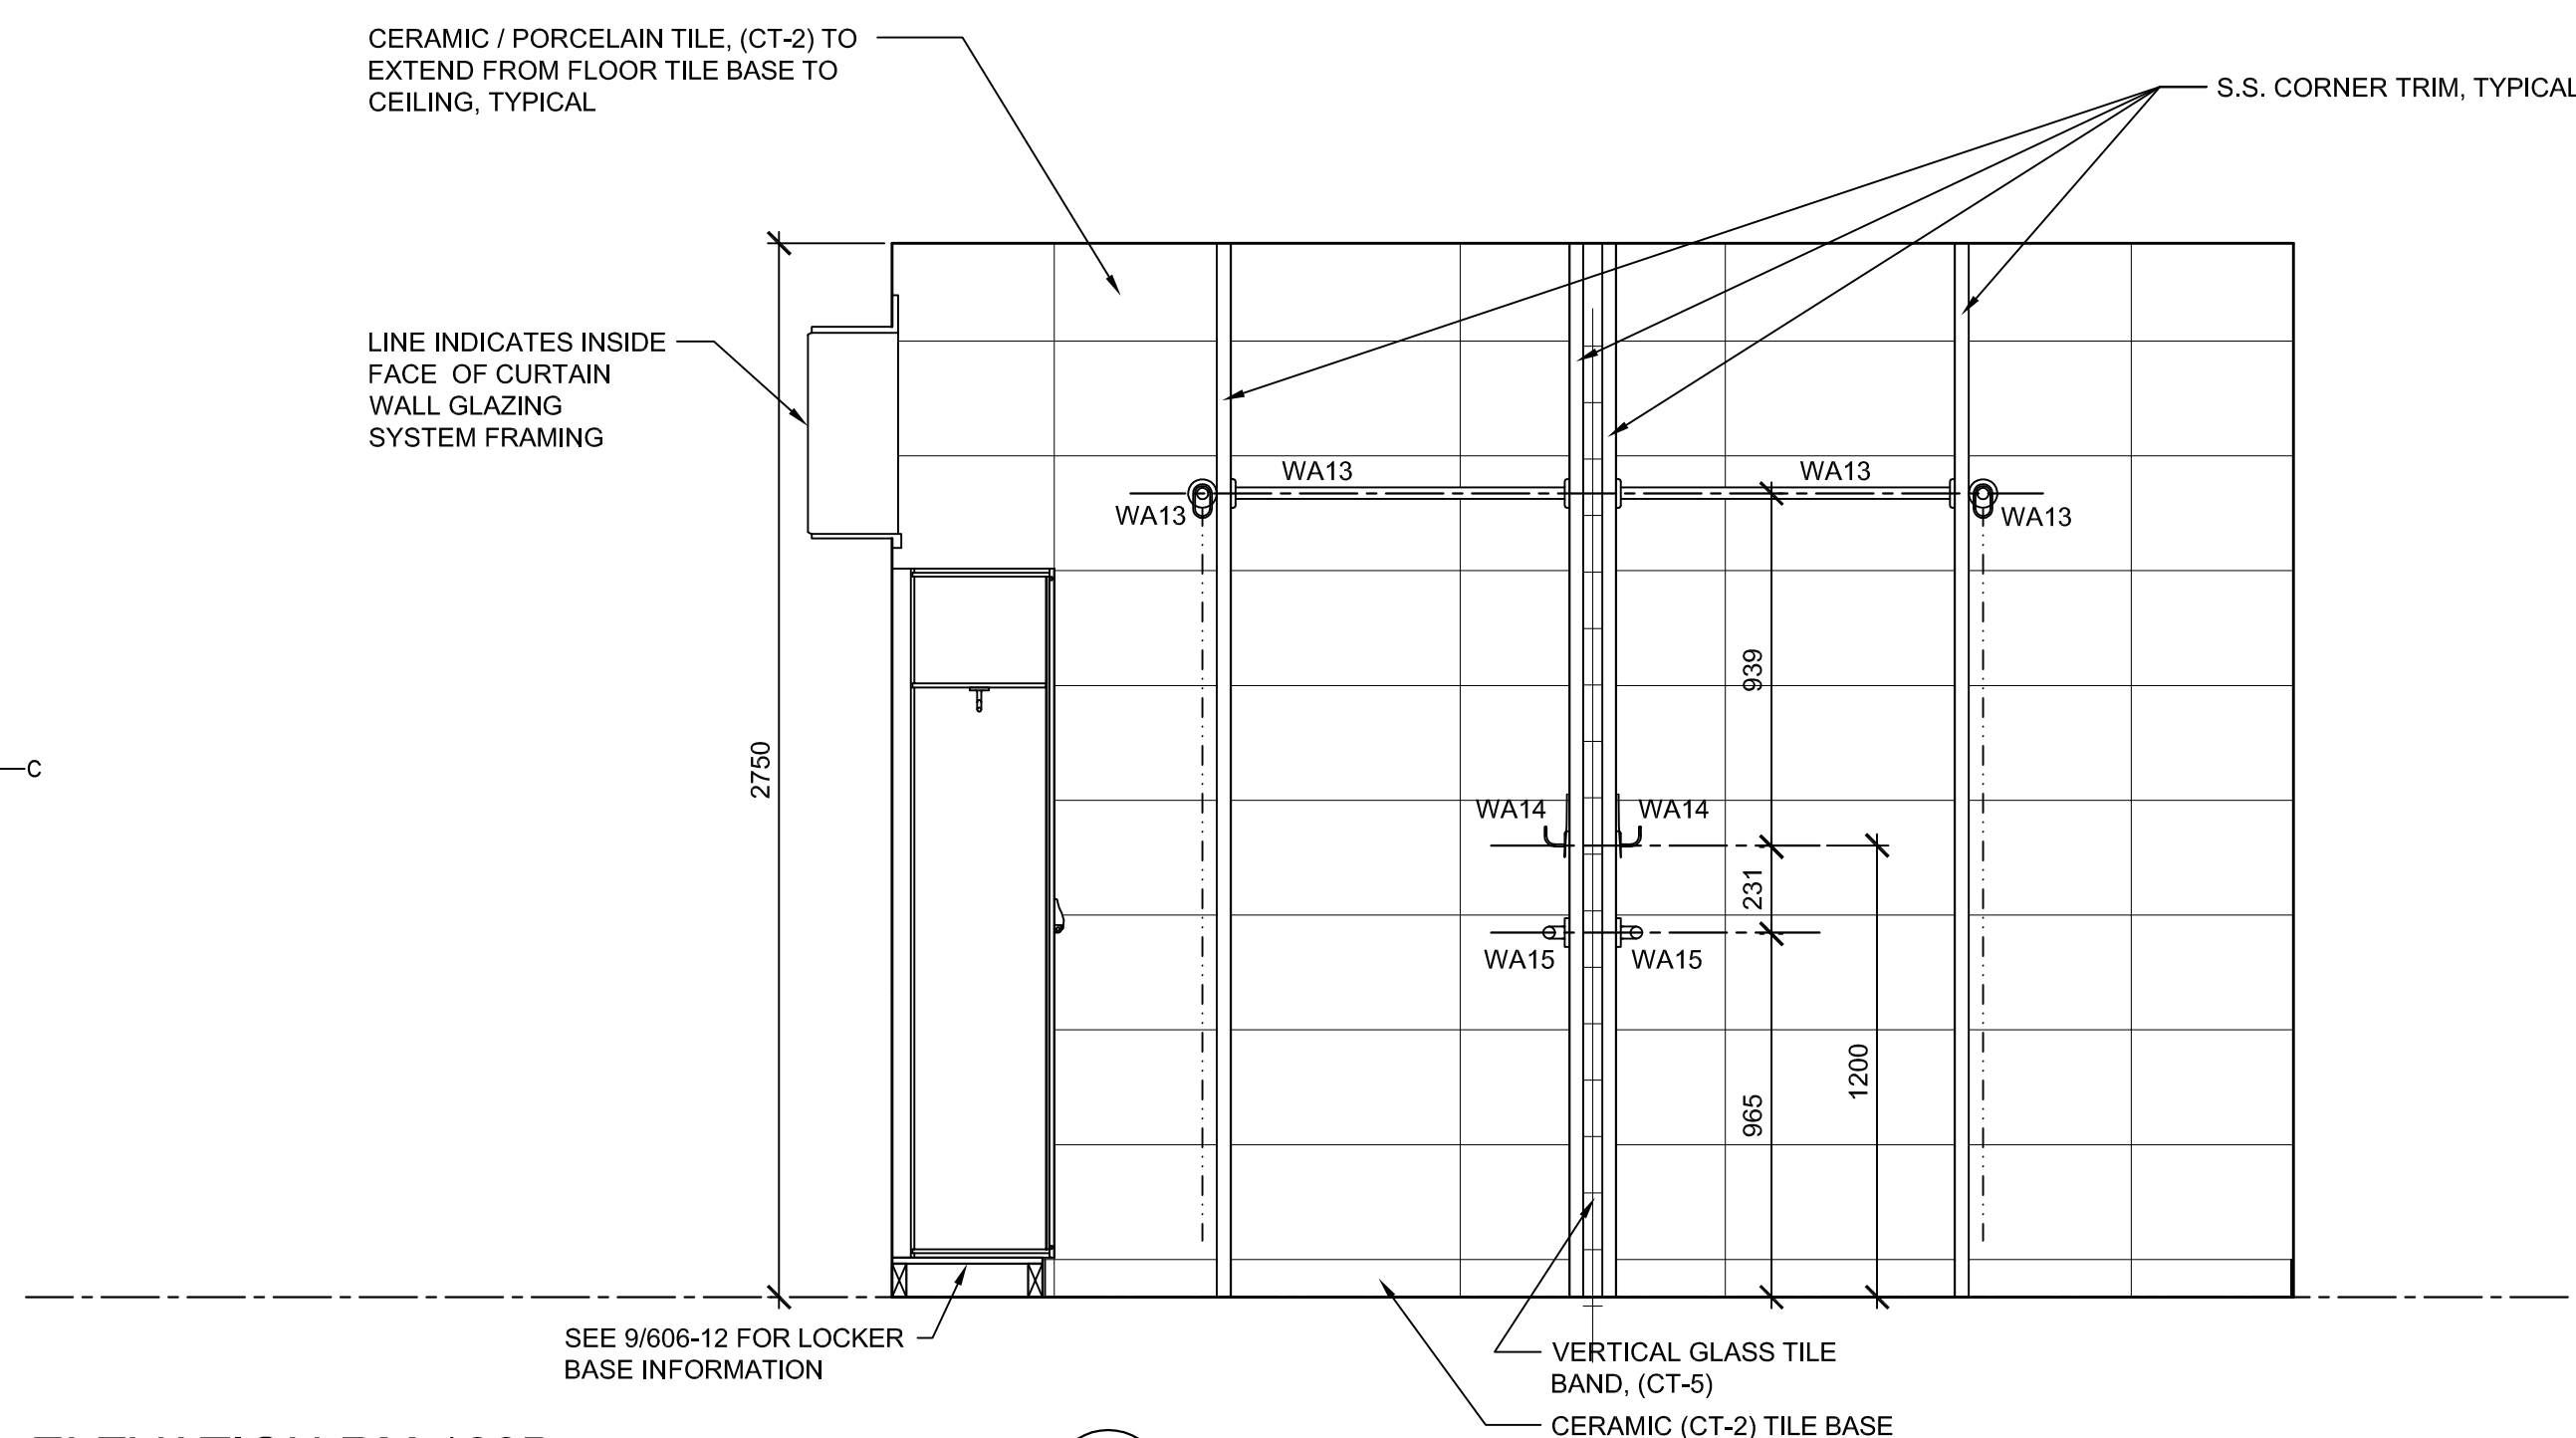 CERAMIC / PORCELAIN TILE, (CT-2) TO
EXTEND FROM FLOOR TILE BASE TO
CEILING, TYPICAL
S.S. CORNER TRIM, TYPICAL
LINE INDICATES INSIDE
FACE OF CURTAIN
WALL GLAZING
SYSTEM FRAMING
WA13
WA13
WA13
WA13
939
2750
C
WA14
WA14
231
WA15
WA15
1200
965
SEE 9/606-12 FOR LOCKER
BASE INFORMATION
VERTICAL GLASS TILE
BAND, (CT-5)
CERAMIC (CT-2) TILE BASE